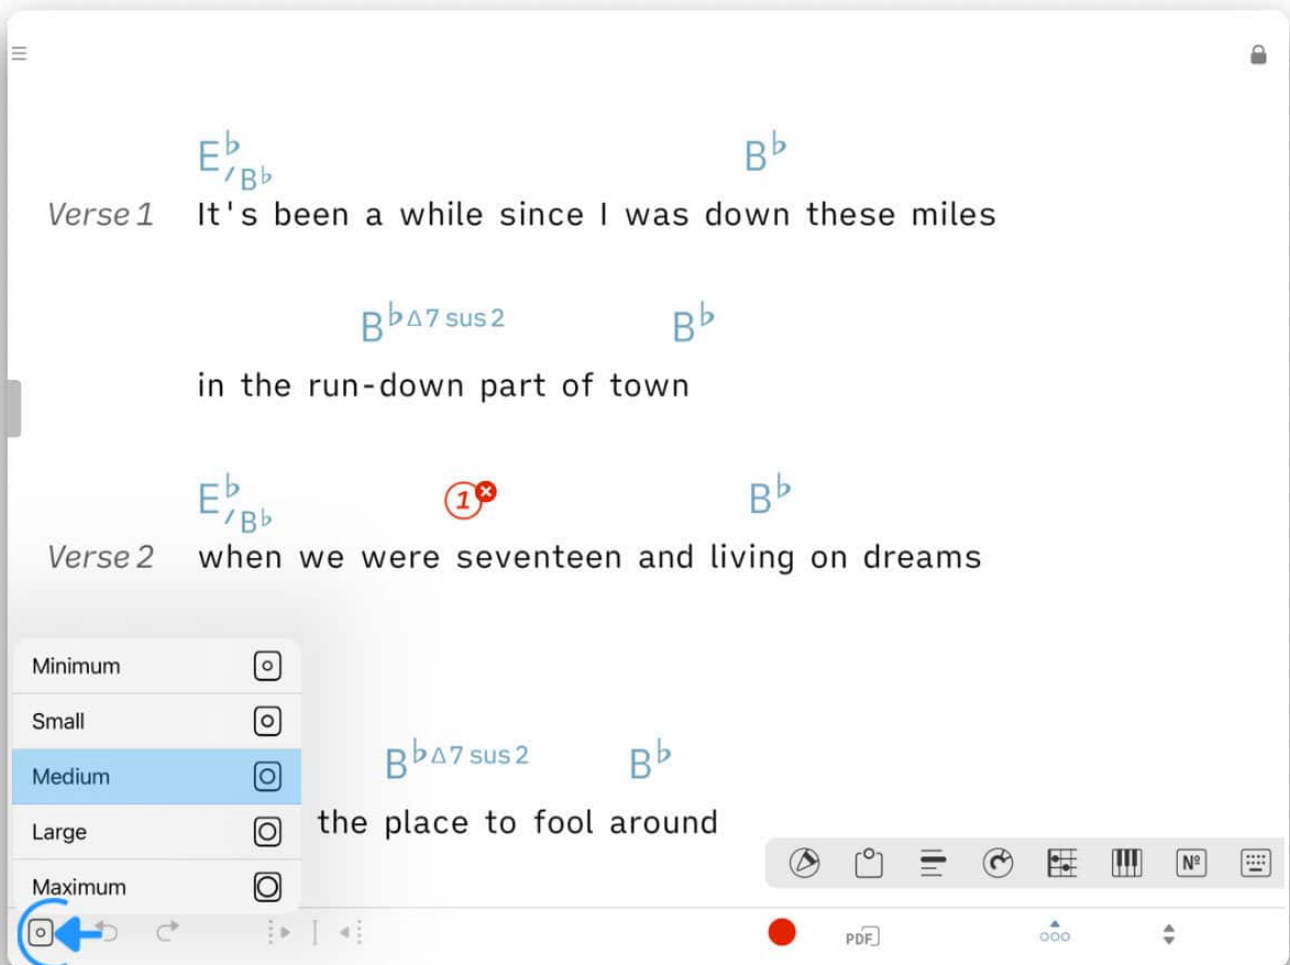 E♭/B♭ B♭
Verse 1 It's been a while since I was down these miles
B♭Δ7 sus2 B♭
in the run-down part of town
E♭/B♭ 1 B♭
Verse 2 when we were seventeen and living on dreams
Minimum
Small
Medium
B♭Δ7 sus2 B♭
Large
the place to fool around
Maximum
Nº
PDF